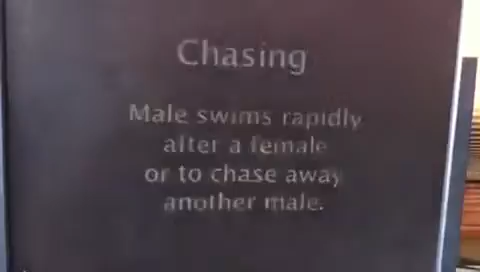 Chasing
Male swims rapidly
after a female
or to chase away
another male.